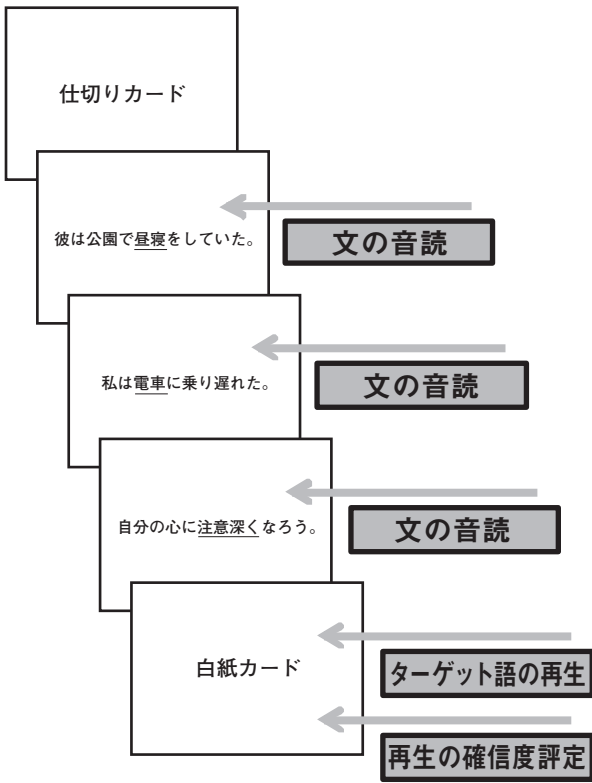 仕切りカード
彼は公園で昼寝をしていた。
文の音読
私は電車に乗り遅れた。
文の音読
自分の心に注意深くなろう。
文の音読
白紙カード
ターゲット語の再生
再生の確信度評定